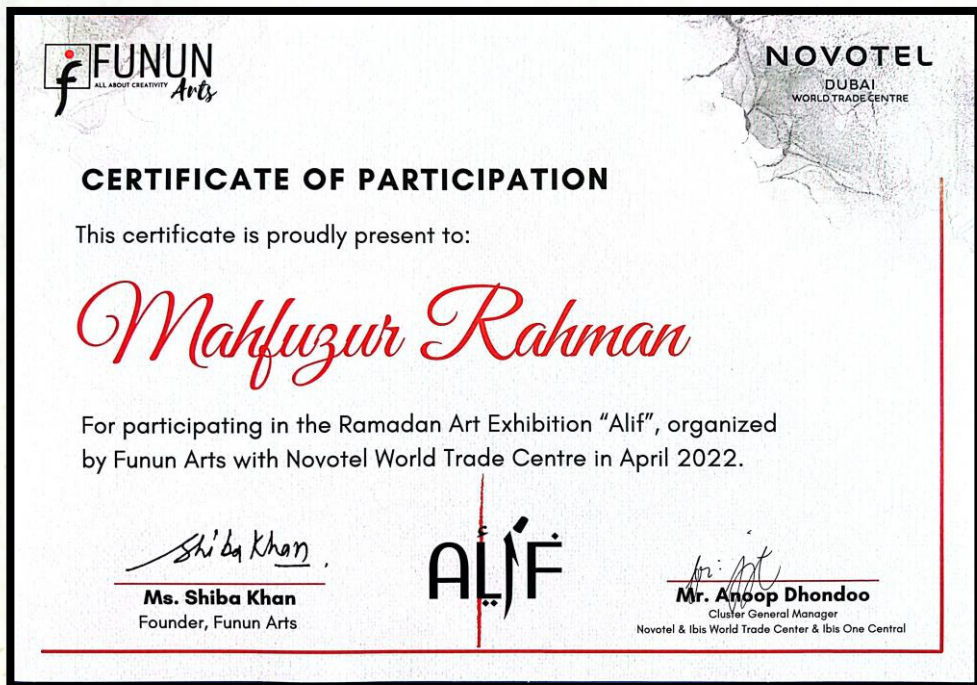 FUNUN
ALL ABOUT CREATIVITY
Arts
NOVOTEL
DUBAI
WORLD TRADE CENTRE
CERTIFICATE OF PARTICIPATION
This certificate is proudly present to:
Mahfuzur Rahman
For participating in the Ramadan Art Exhibition “Alif”, organized
by Funun Arts with Novotel World Trade Centre in April 2022.
Shiba Khan
Ms. Shiba Khan
Founder, Funun Arts
ALIF
for:
Mr. Anoop Dhondoo
Cluster General Manager
Novotel & Ibis World Trade Center & Ibis One Central